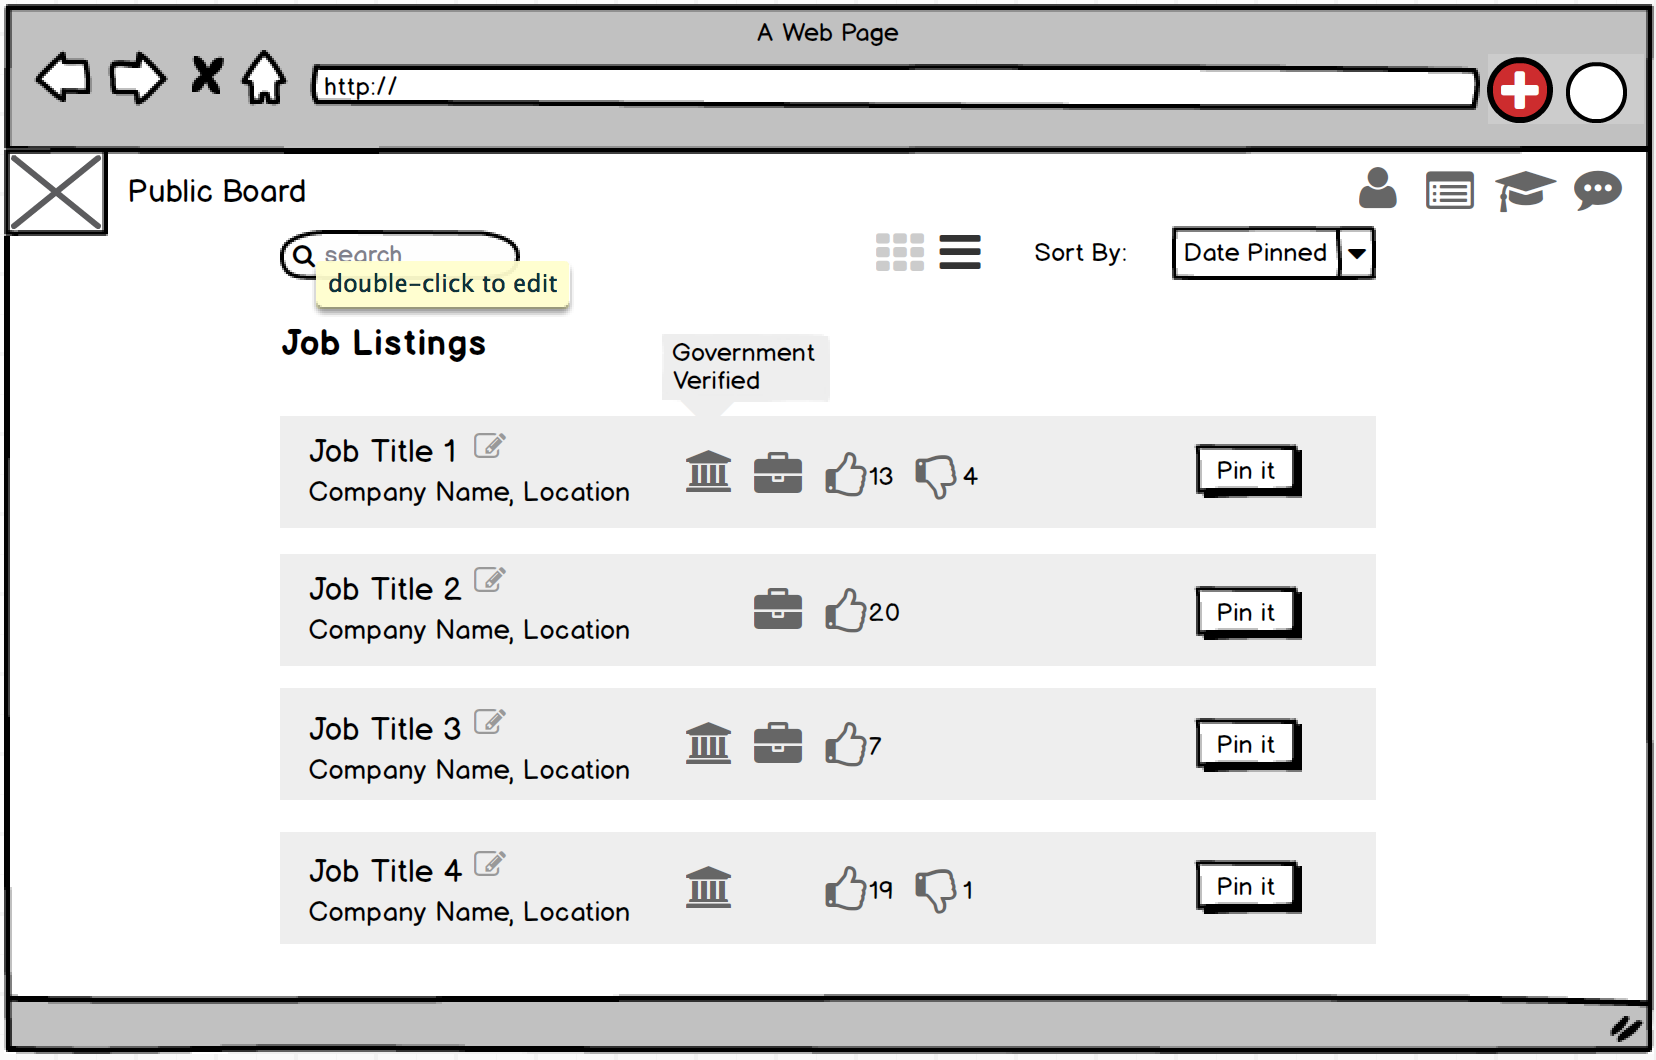 A Web Page
http://
Public Board
search
double-click to edit
Sort By:
Date Pinned
Job Listings
Government
Verified
Job Title 1
Company Name, Location
13
4
Pin it
Job Title 2
Company Name, Location
20
Pin it
Job Title 3
Company Name, Location
7
Pin it
Job Title 4
Company Name, Location
19
1
Pin it